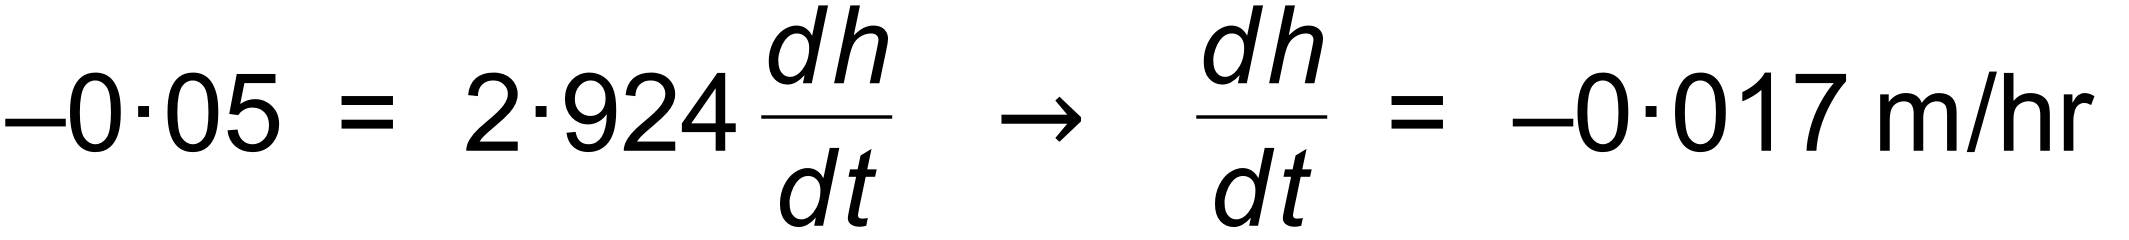 –0·05 = 2·924 dh/dt → dh/dt = –0·017 m/hr